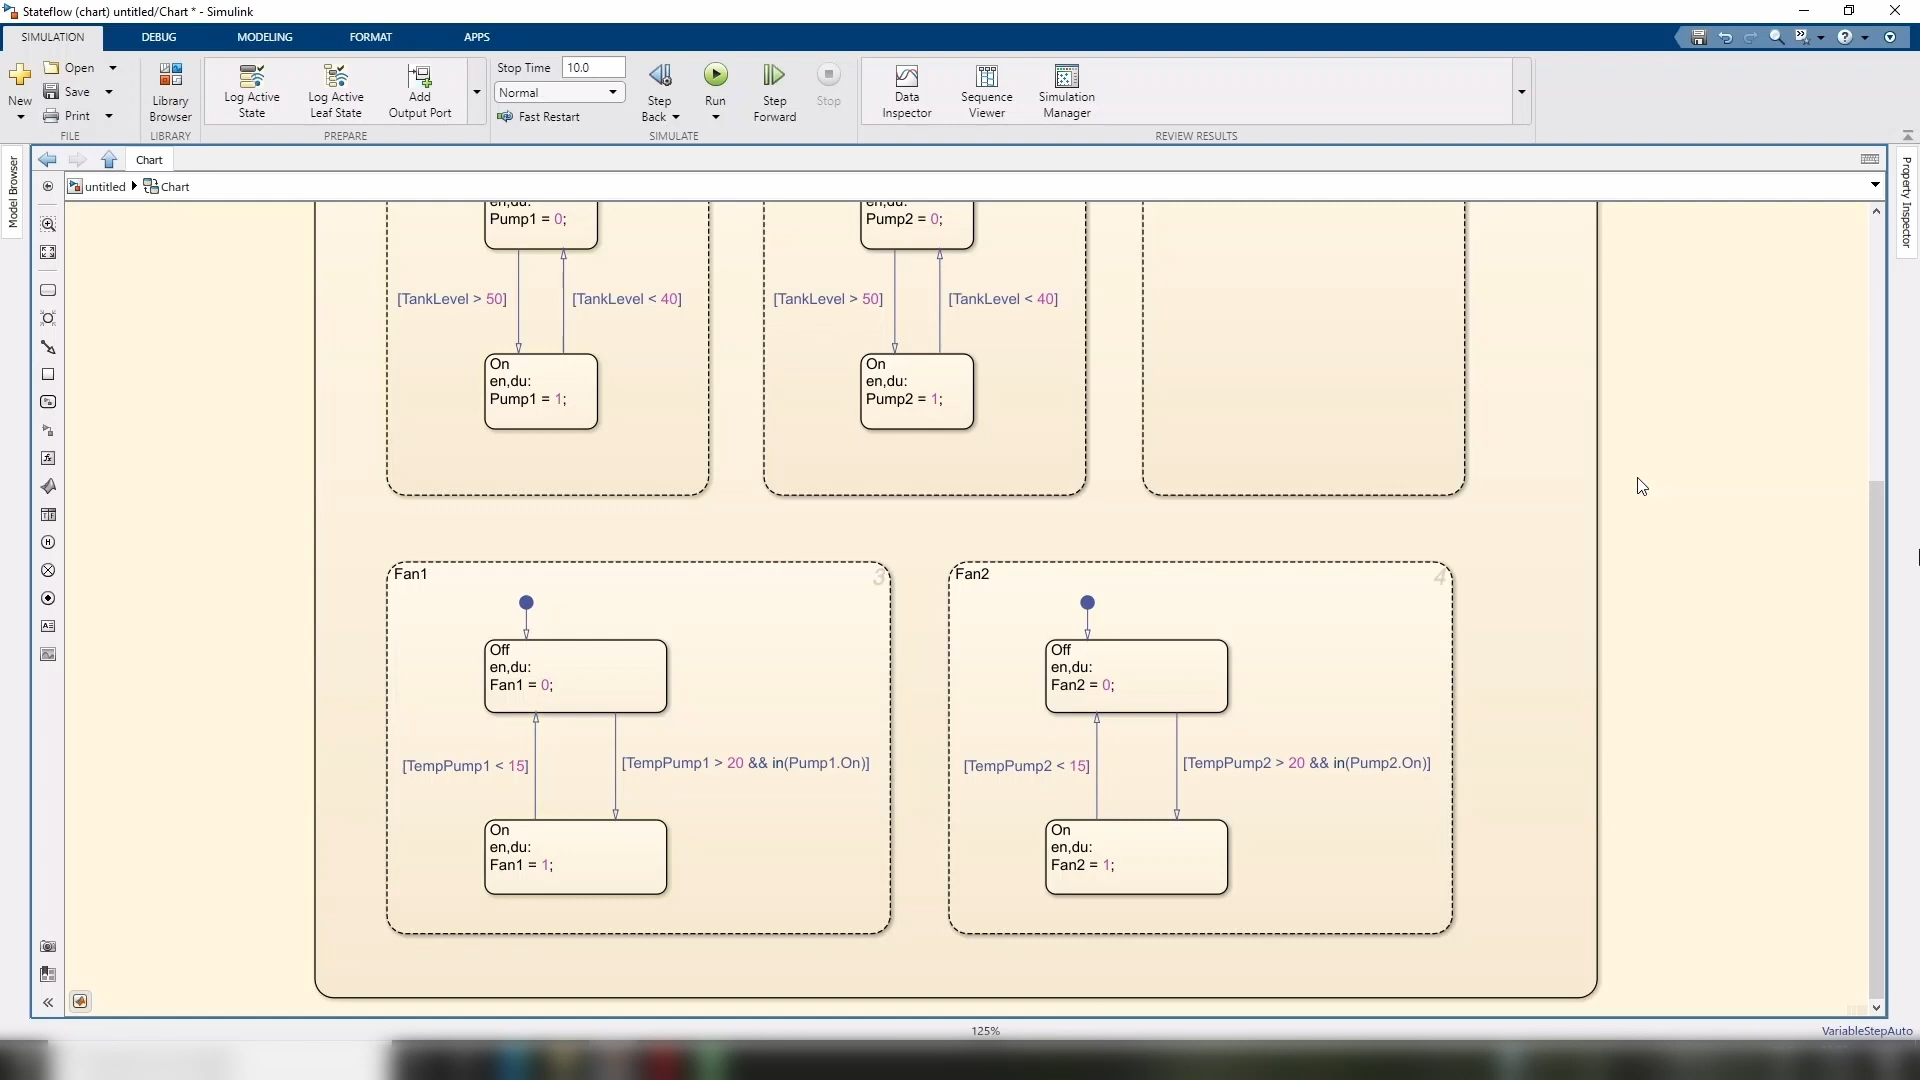 Stateflow (chart) untitled/Chart * - Simulink
SIMULATION DEBUG MODELING FORMAT APPS
New
Open
Save
Print
FILE
Library
Browser
LIBRARY
Log Active
State
Log Active
Leaf State
Add
Output Port
PREPARE
Stop Time 10.0
Normal
Fast Restart
Step
Back
Run
Step
Forward
Stop
SIMULATE
Data
Inspector
Sequence
Viewer
Simulation
Manager
REVIEW RESULTS
Model Browser
Chart
untitled Chart
Property Inspector
Pump1 = 0;
[TankLevel > 50] [TankLevel < 40]
On
en,du:
Pump1 = 1;
Pump2 = 0;
[TankLevel > 50] [TankLevel < 40]
On
en,du:
Pump2 = 1;
Fan1 3
Off
en,du:
Fan1 = 0;
[TempPump1 < 15] [TempPump1 > 20 && in(Pump1.On)]
On
en,du:
Fan1 = 1;
Fan2 4
Off
en,du:
Fan2 = 0;
[TempPump2 < 15] [TempPump2 > 20 && in(Pump2.On)]
On
en,du:
Fan2 = 1;
125%
VariableStepAuto